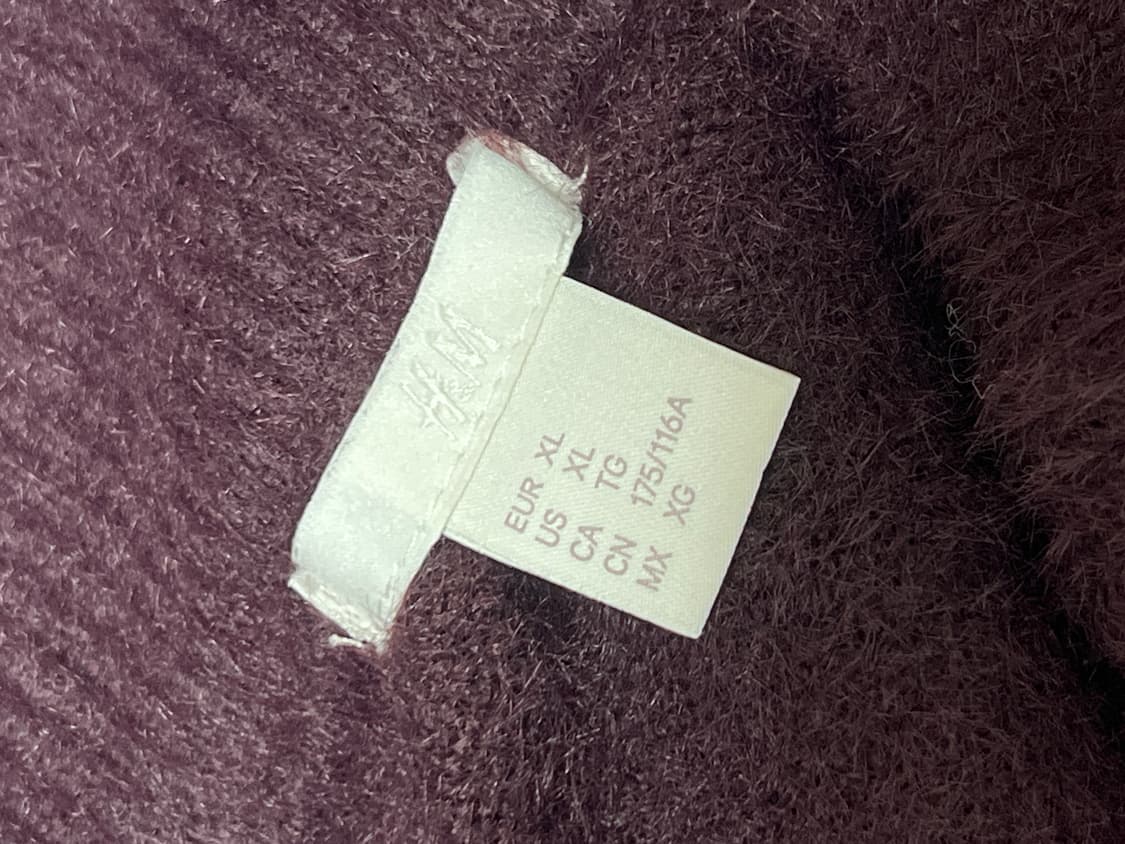 H&M
EUR XL
US XL
CA TG
CN 175/116A
MX XG